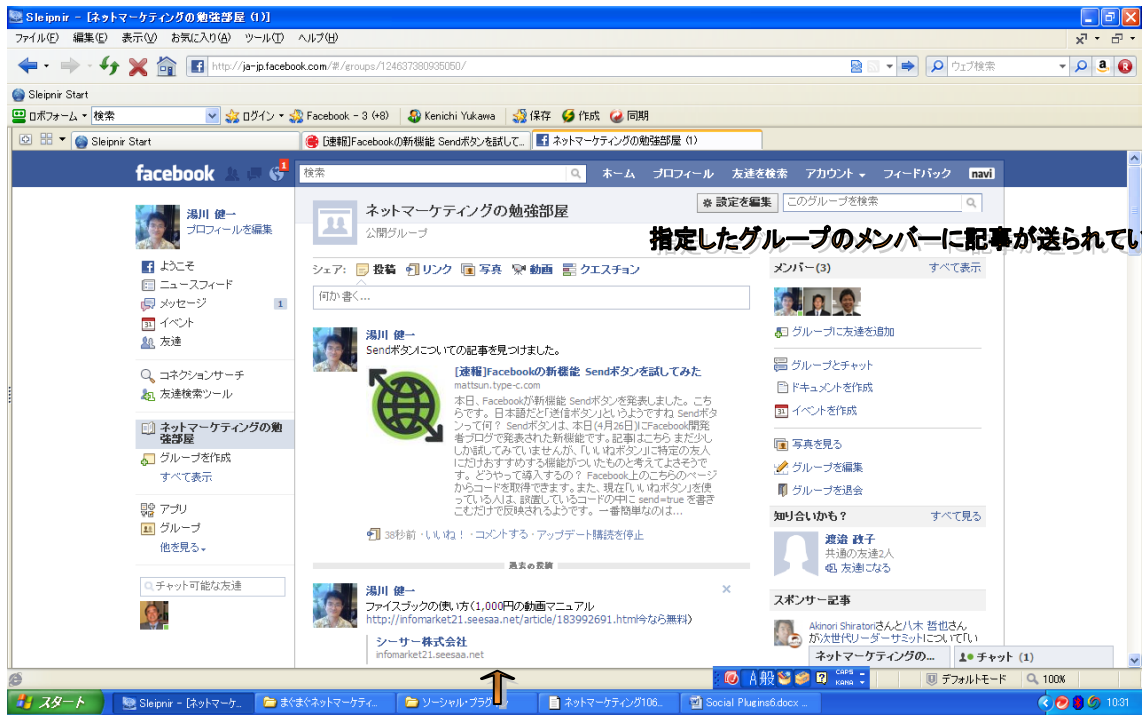 Sleipnir - [ネットマーケティングの勉強部屋 (1)]
ファイル(F) 編集(E) 表示(V) お気に入り(A) ツール(T) ヘルプ(H)
http://ja-jp.facebook.com/#/groups/124637380935050/
ウェブ検索
Sleipnir Start
ロボフォーム 検索 ログイン Facebook - 3 (+8) Kenichi Yukawa 保存 作成 同期
Sleipnir Start
[速報]Facebookの新機能 Sendボタンを試して...
ネットマーケティングの勉強部屋 (1)
facebook 1 検索 ホーム プロフィール 友達を検索 アカウント フィードバック navi
湯川 健一
プロフィールを編集
ようこそ
ニュースフィード
メッセージ 1
イベント
友達
コネクションサーチ
友達検索ツール
ネットマーケティングの勉
強部屋
グループを作成
すべて表示
アプリ
グループ
他を見る
チャット可能な友達
ネットマーケティングの勉強部屋
公開グループ
設定を編集 このグループを検索
指定したグループのメンバーに記事が送られてい
シェア: 投稿 リンク 写真 動画 クエスチョン
何か書く...
湯川 健一
Sendボタンについての記事を見つけました。
[速報]Facebookの新機能 Sendボタンを試してみた
mattsun.type-c.com
本日、Facebookが新機能 Sendボタンを発表しました。こち
らです。日本語だと「送信ボタン」というようですね Sendボタ
ンって何? Sendボタンは、本日(4月26日)にFacebook開発
者ブログで発表された新機能です。記事はこちら まだ少し
しか試してみていませんが、「いいねボタン」に特定の友人
にだけおすすめする機能がついたものと考えてよさそうで
す。どうやって導入するの? Facebook上のこちらのページ
からコードを取得できます。また、現在「いいねボタン」を使
っている人は、設置しているコードの中に send=true を書き
こむだけで反映されるようです。一番簡単なのは...
38秒前 · いいね! · コメントする · アップデート購読を停止
過去の投稿
湯川 健一
フェイスブックの使い方(1,000円の動画マニュアル
http://infomarket21.seesaa.net/article/183992691.html今なら無料)
シーサー株式会社
infomarket21.seesaa.net
メンバー(3) すべて表示
グループに友達を追加
グループとチャット
ドキュメントを作成
イベントを作成
写真を見る
グループを編集
グループを退会
知り合いかも? すべて見る
渡追 政子
共通の友達2人
友達になる
スポンサー記事
Akinori Shiratoriさんと八木 哲也さん
が次世代リーダーサミットについて「い
ネットマーケティングの... チャット (1)
A 般 CAPS KANA
デフォルトモード 100%
スタート
Sleipnir - [ネットマーケ...
まぐまぐネットマーケティ...
ソーシャル・プラグイ
ネットマーケティング106...
Social Plugins6.docx ...
10:31